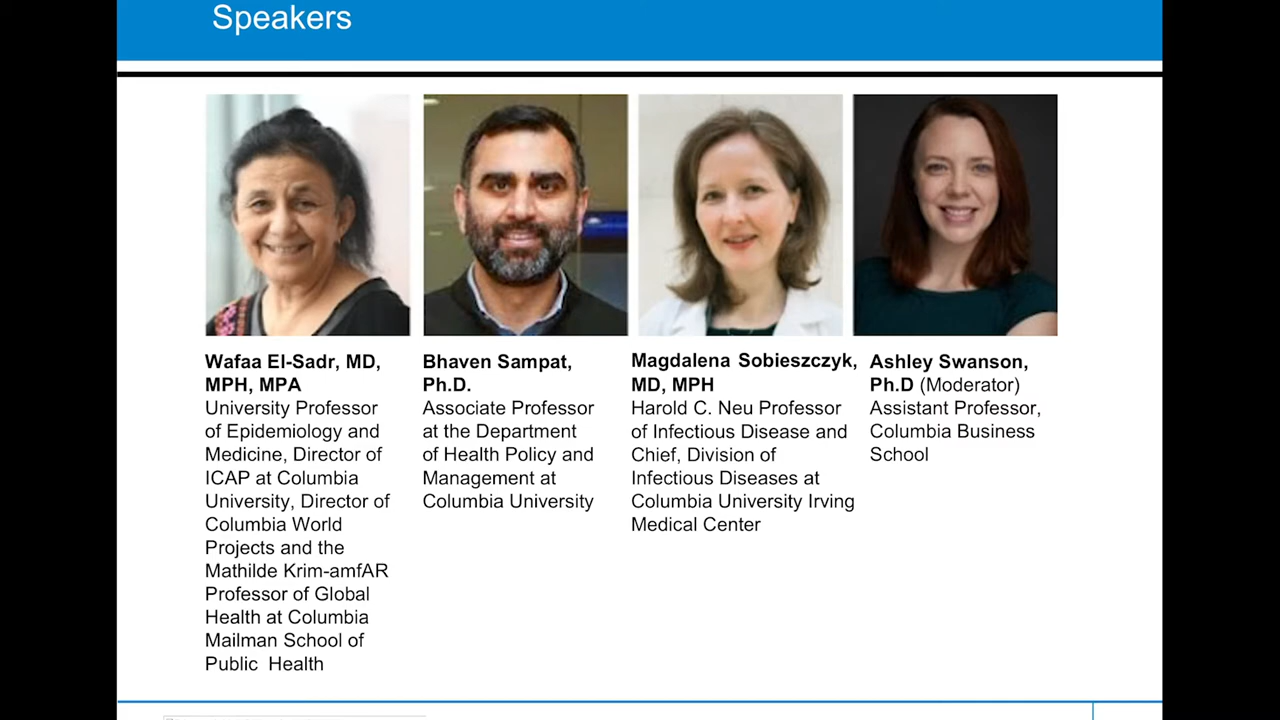 Speakers
Wafaa El-Sadr, MD,
MPH, MPA
University Professor
of Epidemiology and
Medicine, Director of
ICAP at Columbia
University, Director of
Columbia World
Projects and the
Mathilde Krim-amfAR
Professor of Global
Health at Columbia
Mailman School of
Public Health
Bhaven Sampat,
Ph.D.
Associate Professor
at the Department
of Health Policy and
Management at
Columbia University
Magdalena Sobieszczyk,
MD, MPH
Harold C. Neu Professor
of Infectious Disease and
Chief, Division of
Infectious Diseases at
Columbia University Irving
Medical Center
Ashley Swanson,
Ph.D (Moderator)
Assistant Professor,
Columbia Business
School